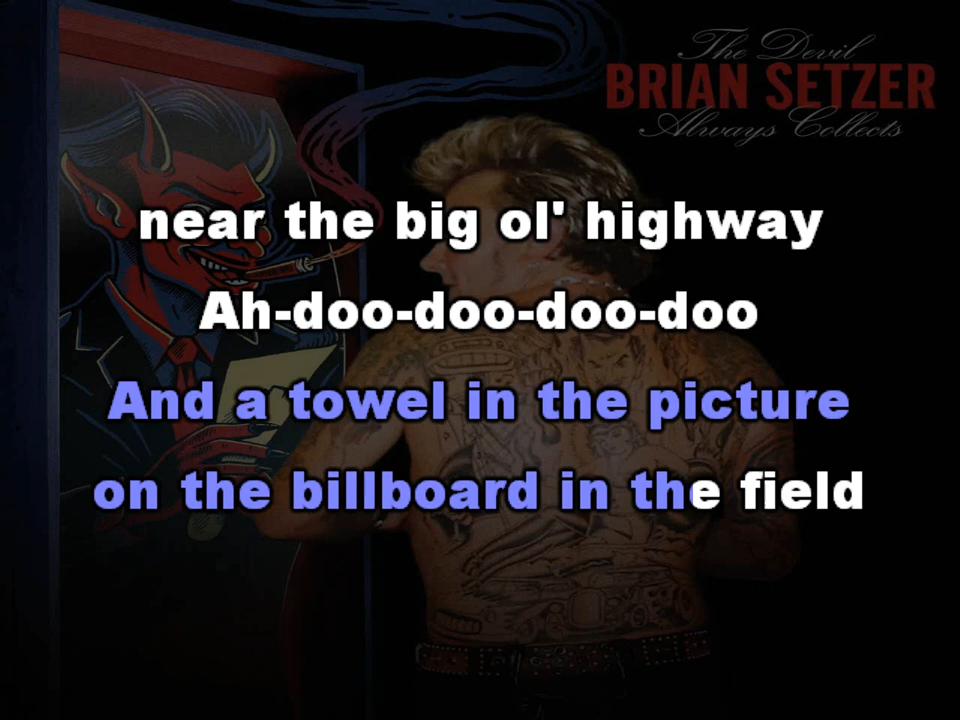 The Devil
BRIAN SETZER
Always Collects
near the big ol' highway
Ah-doo-doo-doo-doo
And a towel in the picture
on the billboard in the field